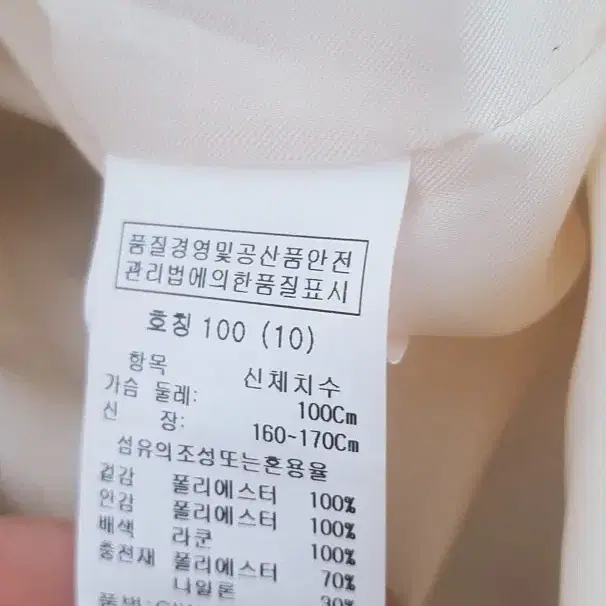 품질경영및공산품안전
관리법에의한품질표시
호칭 100 (10)
항목 신체치수
가슴 둘레: 100Cm
신 장: 160~170Cm
섬유의조성또는혼용율
겉감 폴리에스터 100%
안감 폴리에스터 100%
배색 라쿤 100%
충전재 폴리에스터 70%
나일론 30%